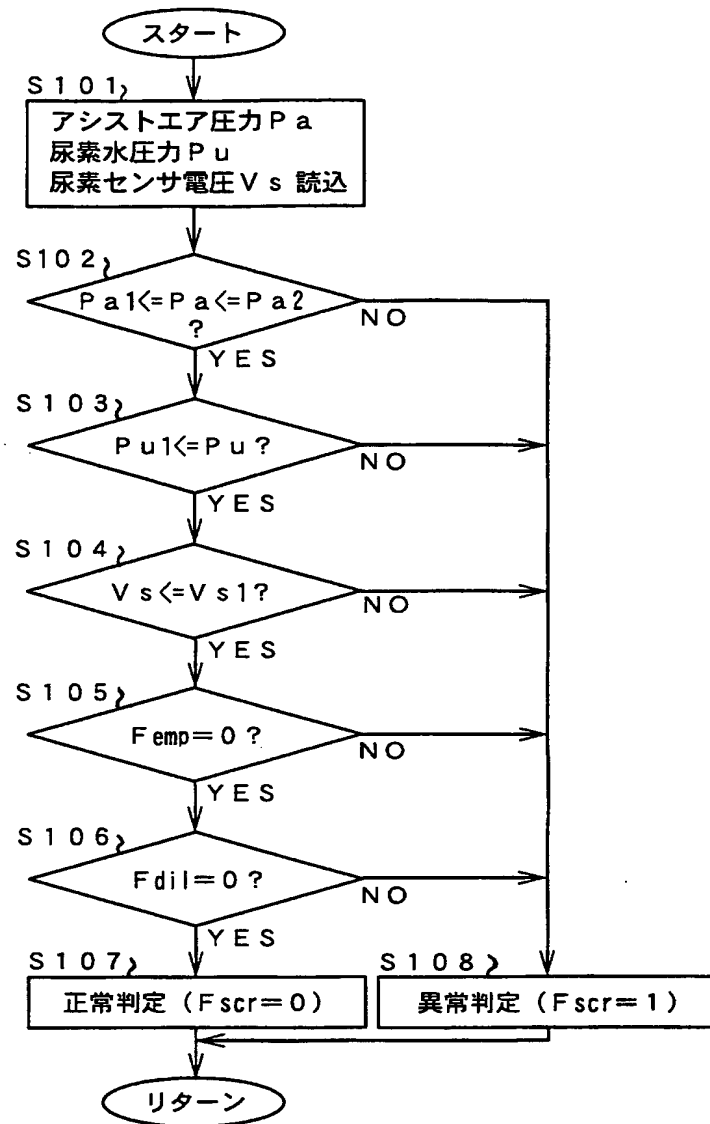 スタート
S101
アシストエア圧力Pa
尿素水圧力Pu
尿素センサ電圧Vs 読込
S102
Pa1<=Pa<=Pa2
?
NO
YES
S103
Pu1<=Pu?
NO
YES
S104
Vs<=Vs1?
NO
YES
S105
Femp=0?
NO
YES
S106
Fdil=0?
NO
YES
S107
正常判定(Fscr=0)
S108
異常判定(Fscr=1)
リターン